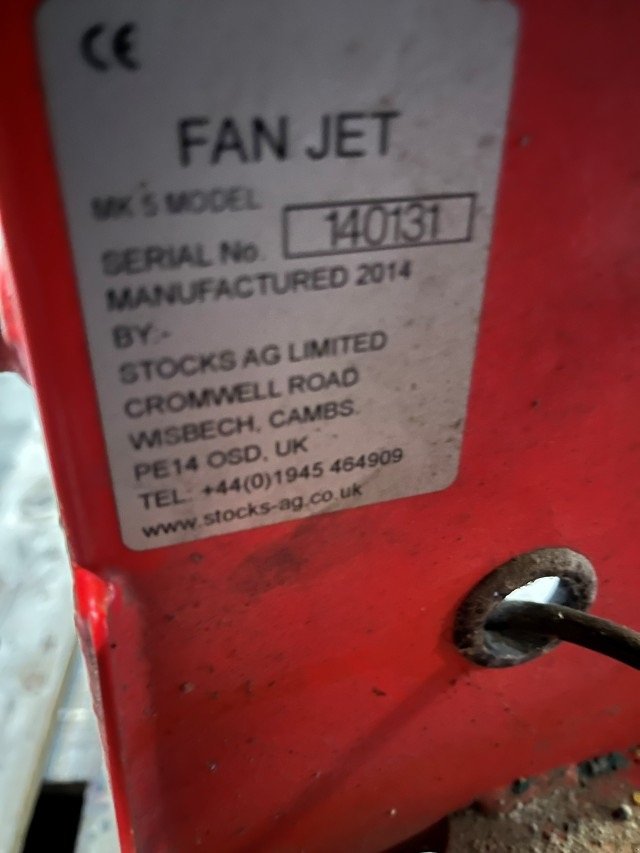 CE
FAN JET
MK 5 MODEL
SERIAL No. 140131
MANUFACTURED 2014
BY:-
STOCKS AG LIMITED
CROMWELL ROAD
WISBECH, CAMBS.
PE14 OSD, UK
TEL: +44(0)1945 464909
www.stocks-ag.co.uk